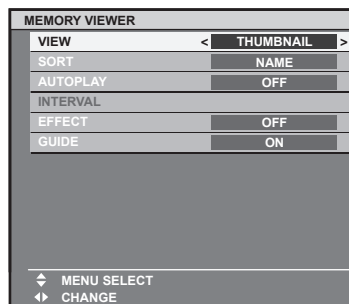 MEMORY VIEWER
VIEW < THUMBNAIL >
SORT NAME
AUTOPLAY OFF
INTERVAL
EFFECT OFF
GUIDE ON
MENU SELECT
CHANGE